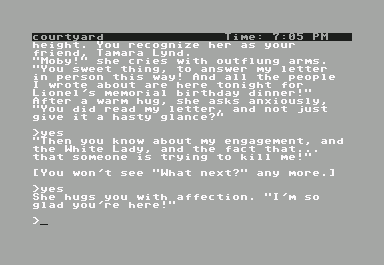 courtyard Time: 7:05 PM
height. You recognize her as your
friend, Tamara Lynd.
"Moby!" she cries with outflung arms.
"You sweet thing, to answer my letter
in person this way! And all the people
I wrote about are here tonight for
Lionel's memorial birthday dinner!"
After a warm hug, she asks anxiously,
"You did read my letter, and not just
give it a hasty glance?"
>yes
"Then you know about my engagement, and
the White Lady, and the fact that...
that someone is trying to kill me!"
[You won't see "What next?" any more.]
>yes
She hugs you with affection. "I'm so
glad you're here!"
>_